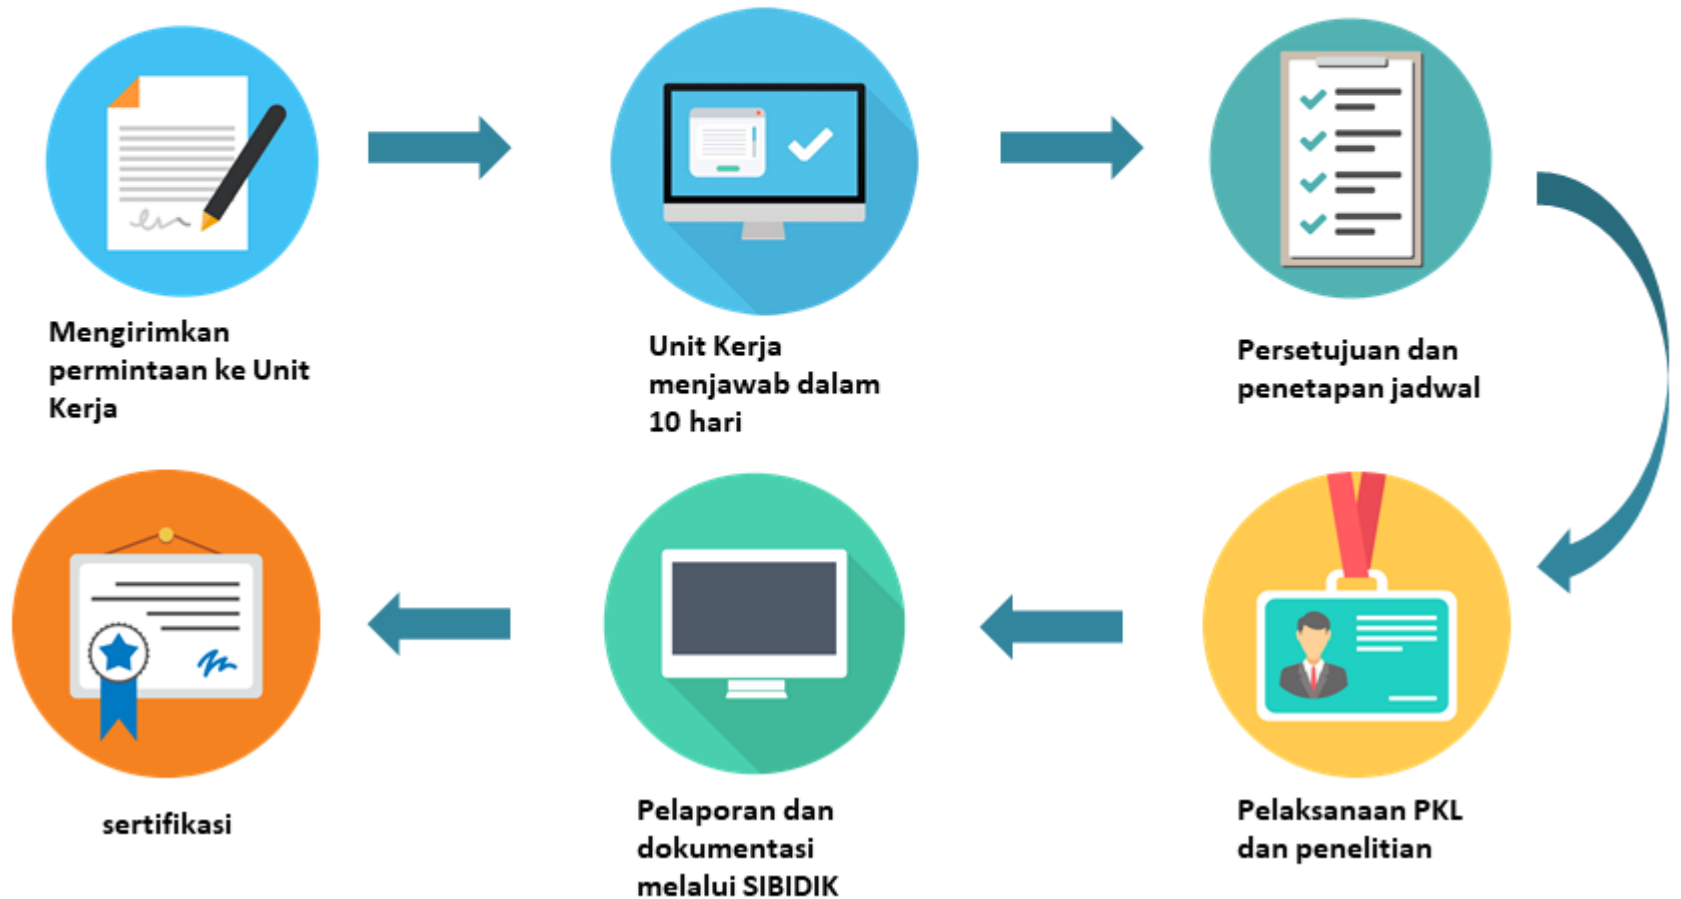 Mengirimkan
permintaan ke Unit
Kerja
Unit Kerja
menjawab dalam
10 hari
Persetujuan dan
penetapan jadwal
Pelaksanaan PKL
dan penelitian
Pelaporan dan
dokumentasi
melalui SIBIDIK
sertifikasi